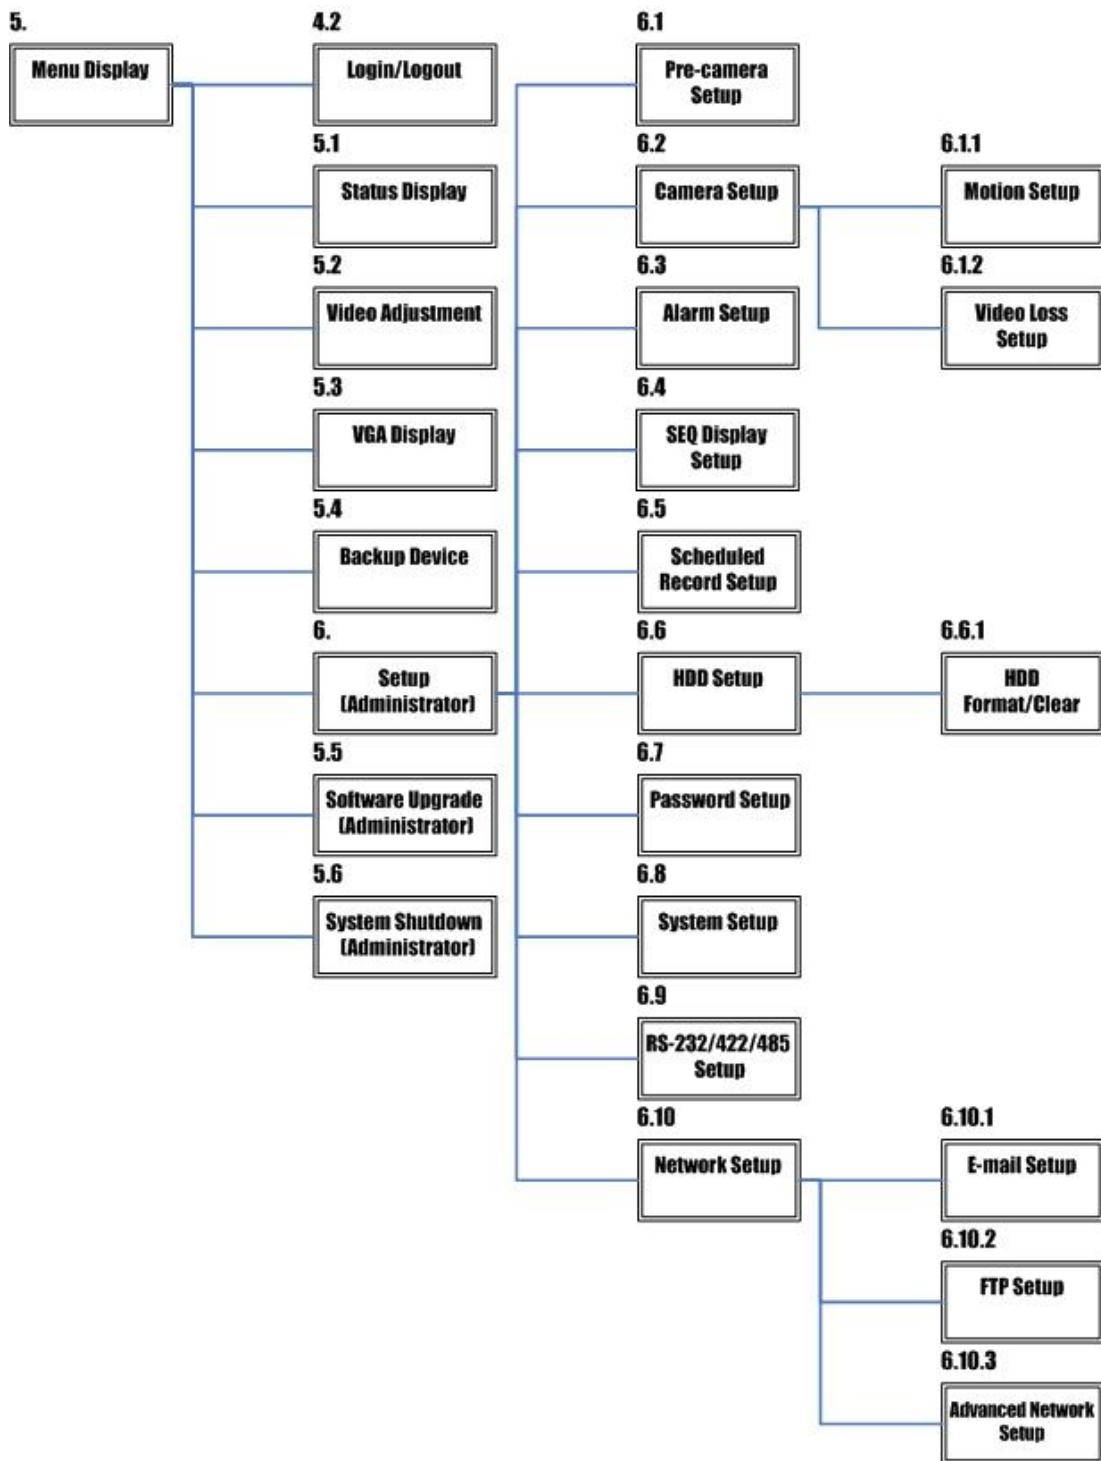 5.
Menu Display
4.2
Login/Logout
5.1
Status Display
5.2
Video Adjustment
5.3
VGA Display
5.4
Backup Device
6.
Setup
(Administrator)
5.5
Software Upgrade
(Administrator)
5.6
System Shutdown
(Administrator)
6.1
Pre-camera
Setup
6.2
Camera Setup
6.3
Alarm Setup
6.4
SEQ Display
Setup
6.5
Scheduled
Record Setup
6.6
HDD Setup
6.7
Password Setup
6.8
System Setup
6.9
RS-232/422/485
Setup
6.10
Network Setup
6.1.1
Motion Setup
6.1.2
Video Loss
Setup
6.6.1
HDD
Format/Clear
6.10.1
E-mail Setup
6.10.2
FTP Setup
6.10.3
Advanced Network
Setup